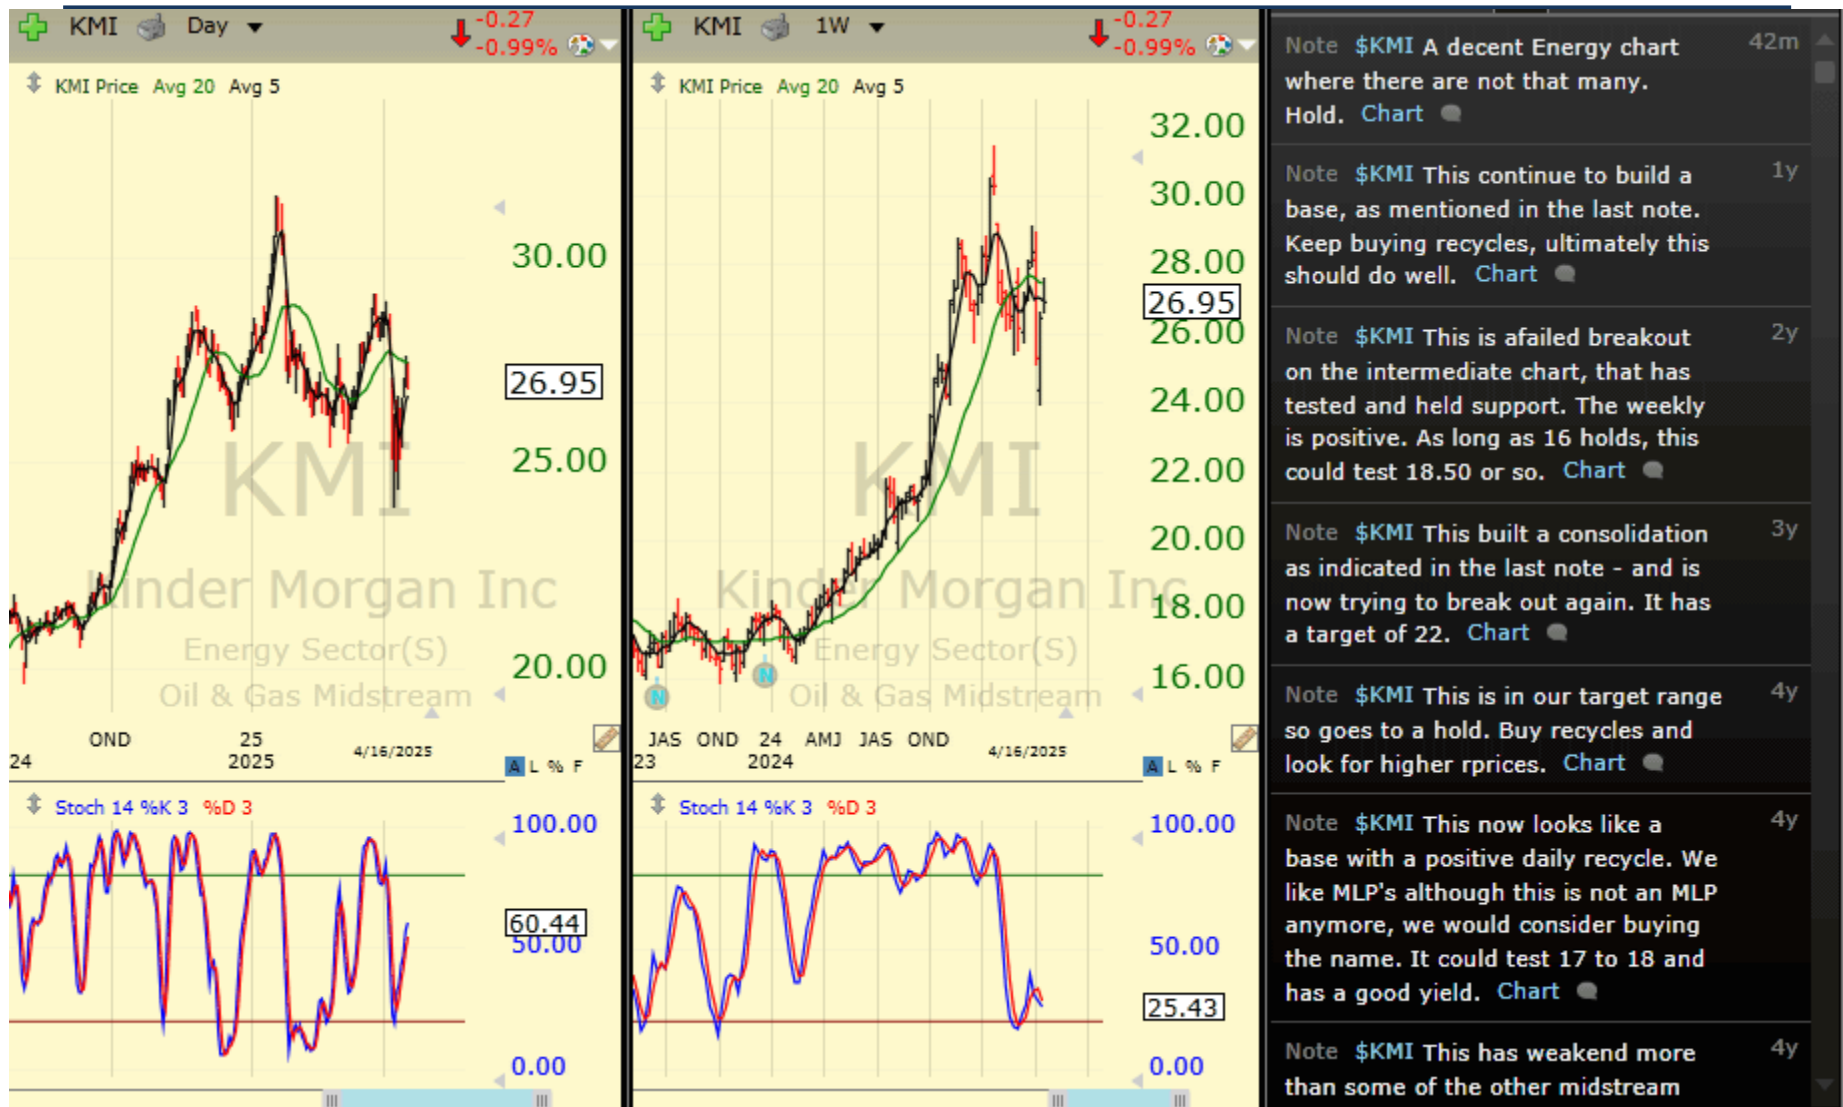 KMI Day
-0.27
-0.99%
KMI Price Avg 20 Avg 5
30.00
26.95
25.00
20.00
KMI
Kinder Morgan Inc
Energy Sector(S)
Oil & Gas Midstream
OND 25 4/16/2025
24 2025
A L % F
Stoch 14 %K 3 %D 3
100.00
60.44
50.00
0.00
KMI 1W
-0.27
-0.99%
KMI Price Avg 20 Avg 5
32.00
30.00
28.00
26.95
26.00
24.00
22.00
20.00
18.00
16.00
KMI
Kinder Morgan Inc
Energy Sector(S)
Oil & Gas Midstream
N
N
JAS OND 24 AMJ JAS OND 4/16/2025
23 2024
A L % F
Stoch 14 %K 3 %D 3
100.00
50.00
25.43
0.00
Note $KMI A decent Energy chart 42m
where there are not that many.
Hold. Chart
Note $KMI This continue to build a 1y
base, as mentioned in the last note.
Keep buying recycles, ultimately this
should do well. Chart
Note $KMI This is afailed breakout 2y
on the intermediate chart, that has
tested and held support. The weekly
is positive. As long as 16 holds, this
could test 18.50 or so. Chart
Note $KMI This built a consolidation 3y
as indicated in the last note - and is
now trying to break out again. It has
a target of 22. Chart
Note $KMI This is in our target range 4y
so goes to a hold. Buy recycles and
look for higher rprices. Chart
Note $KMI This now looks like a 4y
base with a positive daily recycle. We
like MLP's although this is not an MLP
anymore, we would consider buying
the name. It could test 17 to 18 and
has a good yield. Chart
Note $KMI This has weakend more 4y
than some of the other midstream